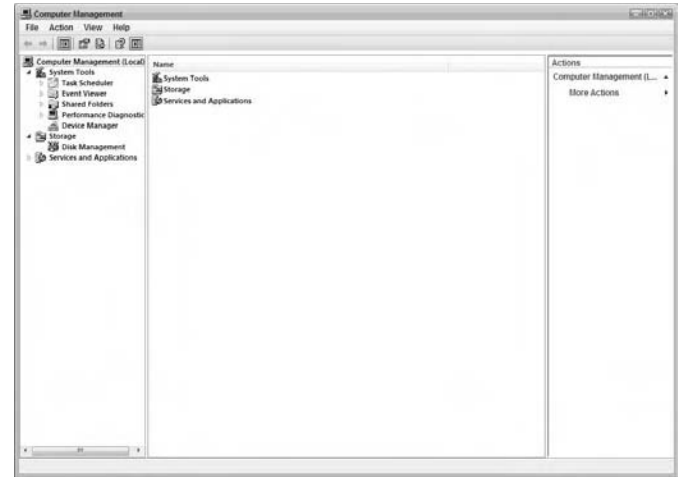 Computer Management
File Action View Help
Computer Management (Local)
System Tools
Task Scheduler
Event Viewer
Shared Folders
Performance Diagnostic
Device Manager
Storage
Disk Management
Services and Applications
Name
System Tools
Storage
Services and Applications
Actions
Computer Management (L...
More Actions